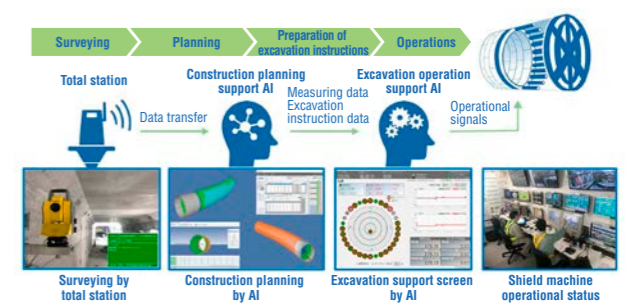 Surveying
Planning
Preparation of
excavation instructions
Operations
Total station
Construction planning
support AI
Excavation operation
support AI
Data transfer
Measuring data
Excavation
instruction data
Operational
signals
Surveying by
total station
Construction planning
by AI
Excavation support screen
by AI
Shield machine
operational status